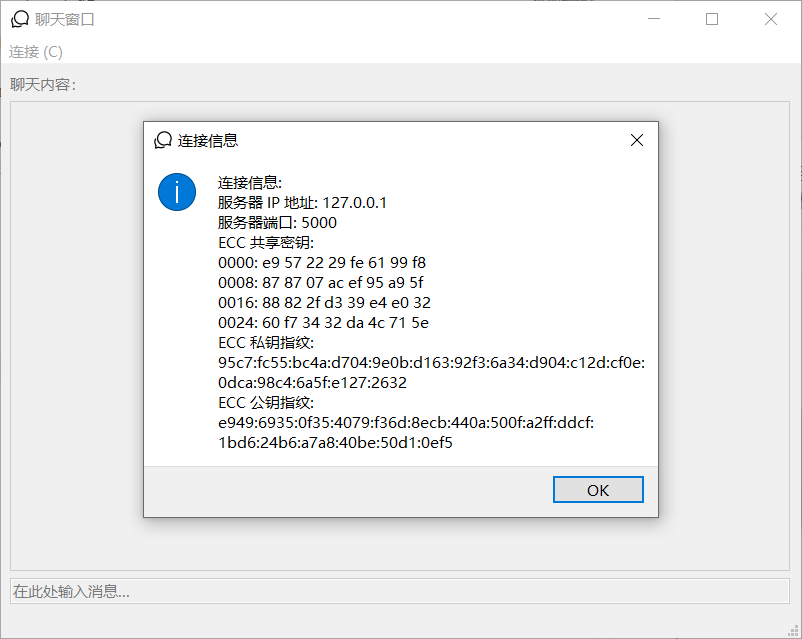 聊天窗口
连接 (C)
聊天内容:
连接信息
连接信息:
服务器 IP 地址: 127.0.0.1
服务器端口: 5000
ECC 共享密钥:
0000: e9 57 22 29 fe 61 99 f8
0008: 87 87 07 ac ef 95 a9 5f
0016: 88 82 2f d3 39 e4 e0 32
0024: 60 f7 34 32 da 4c 71 5e
ECC 私钥指纹:
95c7:fc55:bc4a:d704:9e0b:d163:92f3:6a34:d904:c12d:cf0e:
0dca:98c4:6a5f:e127:2632
ECC 公钥指纹:
e949:6935:0f35:4079:f36d:8ecb:440a:500f:a2ff:ddcf:
1bd6:24b6:a7a8:40be:50d1:0ef5
OK
在此处输入消息...